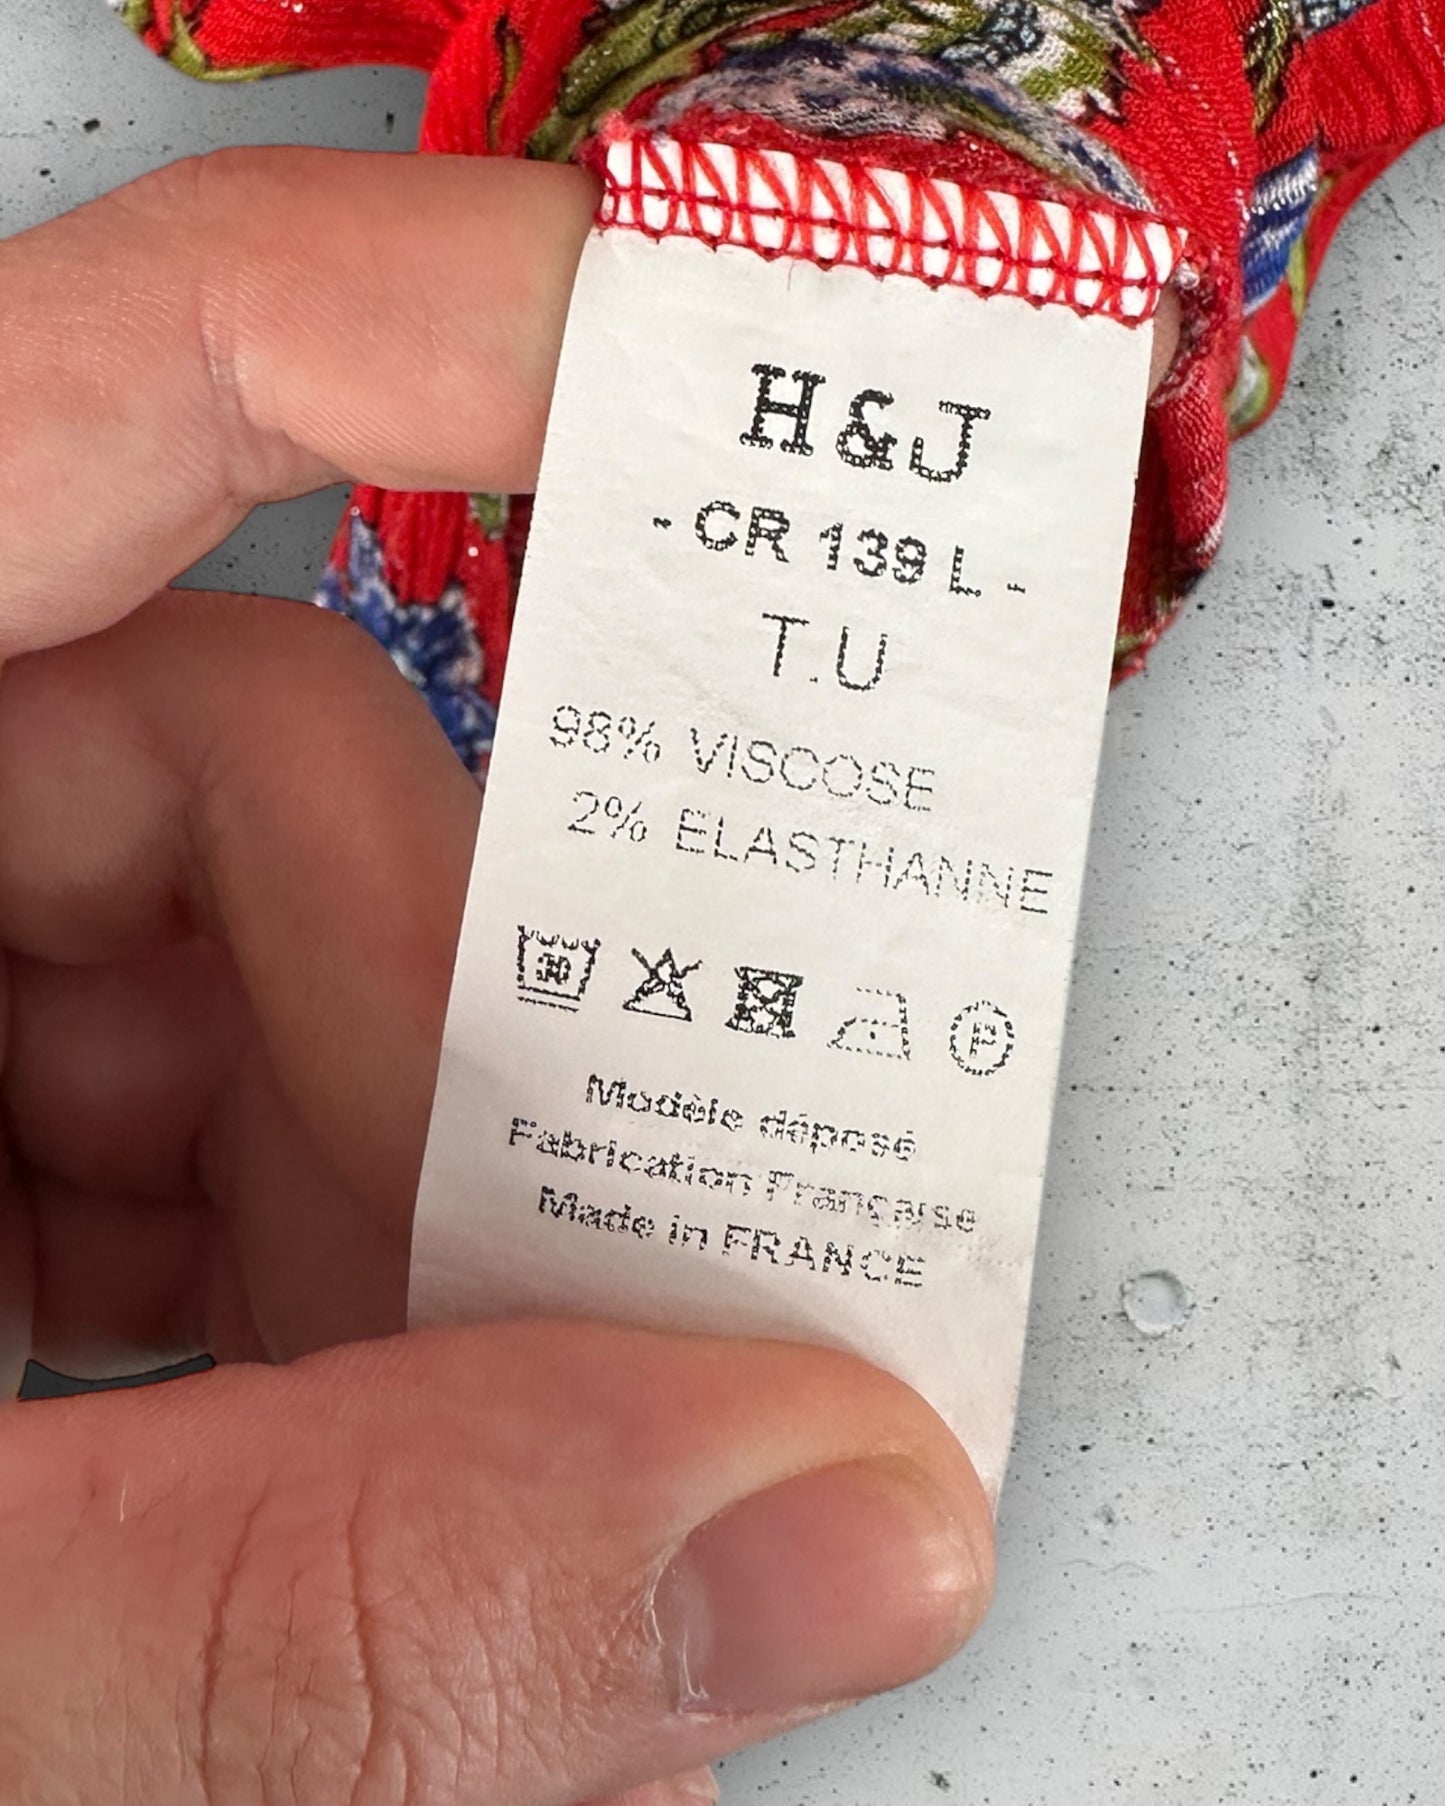 H&J
- CR 139 L -
T.U
98% VISCOSE
2% ELASTHANNE
Modèle déposé
Fabrication Française
Made in FRANCE